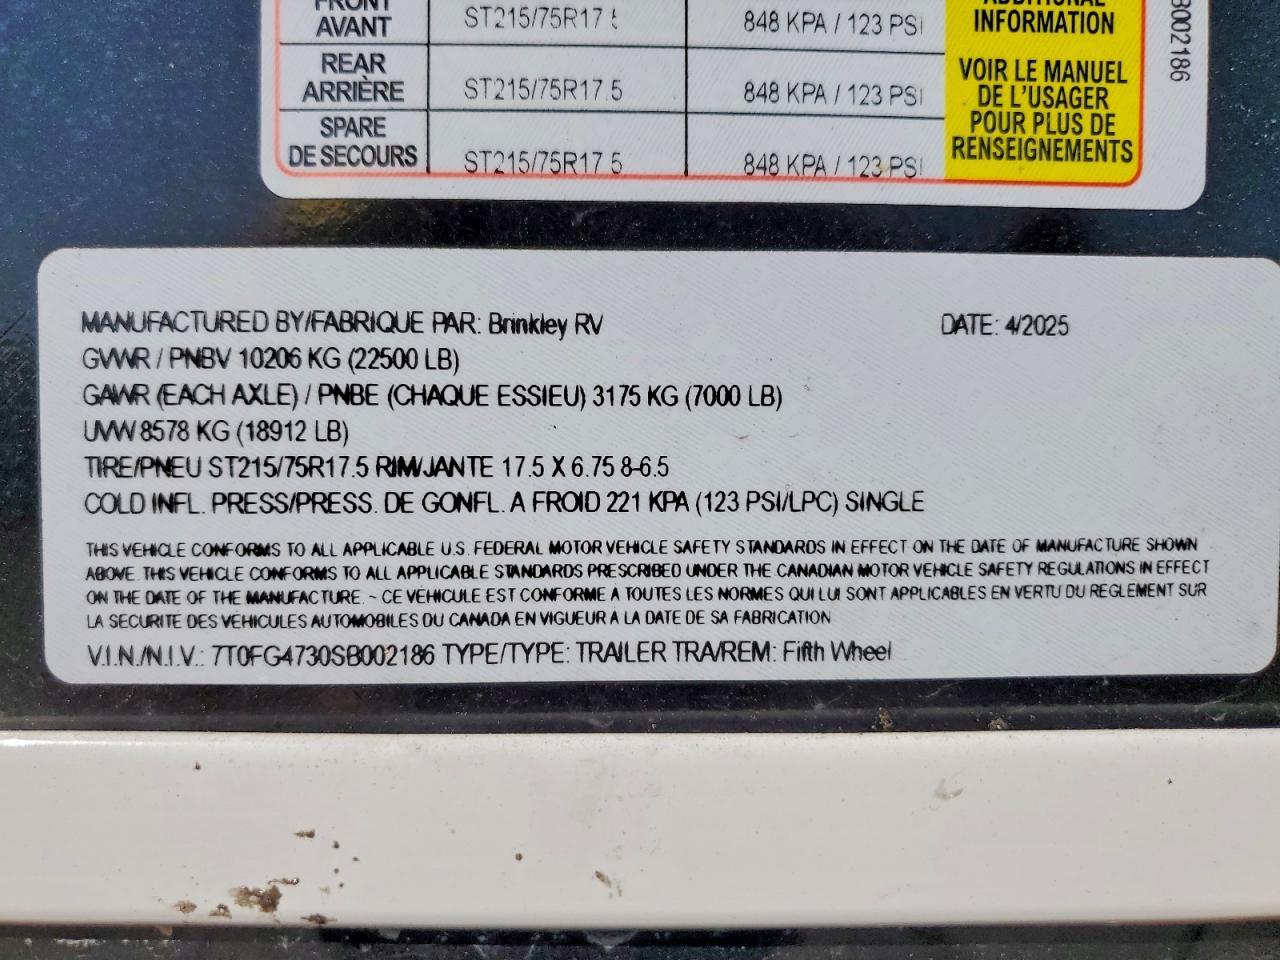 FRONT ST215/75R17.5 848 KPA / 123 PSI ADDITIONAL
AVANT INFORMATION
REAR VOIR LE MANUEL
ARRIÈRE ST215/75R17.5 848 KPA / 123 PSI DE L'USAGER
SPARE POUR PLUS DE
DE SECOURS ST215/75R17.5 848 KPA / 123 PSI RENSEIGNEMENTS
B002186
MANUFACTURED BY/FABRIQUE PAR: Brinkley RV DATE: 4/2025
GVWR / PNBV 10206 KG (22500 LB)
GAWR (EACH AXLE) / PNBE (CHAQUE ESSIEU) 3175 KG (7000 LB)
UVW 8578 KG (18912 LB)
TIRE/PNEU ST215/75R17.5 RIM/JANTE 17.5 X 6.75 8-6.5
COLD INFL. PRESS/PRESS. DE GONFL. A FROID 221 KPA (123 PSI/LPC) SINGLE
THIS VEHICLE CONFORMS TO ALL APPLICABLE U.S. FEDERAL MOTOR VEHICLE SAFETY STANDARDS IN EFFECT ON THE DATE OF MANUFACTURE SHOWN
ABOVE. THIS VEHICLE CONFORMS TO ALL APPLICABLE STANDARDS PRESCRIBED UNDER THE CANADIAN MOTOR VEHICLE SAFETY REGULATIONS IN EFFECT
ON THE DATE OF THE MANUFACTURE. ~ CE VEHICULE EST CONFORME A TOUTES LES NORMES QUI LUI SONT APPLICABLES EN VERTU DU REGLEMENT SUR
LA SECURITE DES VEHICULES AUTOMOBILES DU CANADA EN VIGUEUR A LA DATE DE SA FABRICATION
V.I.N./N.I.V.: 7T0FG4730SB002186 TYPE/TYPE: TRAILER TRA/REM: Fifth Wheel